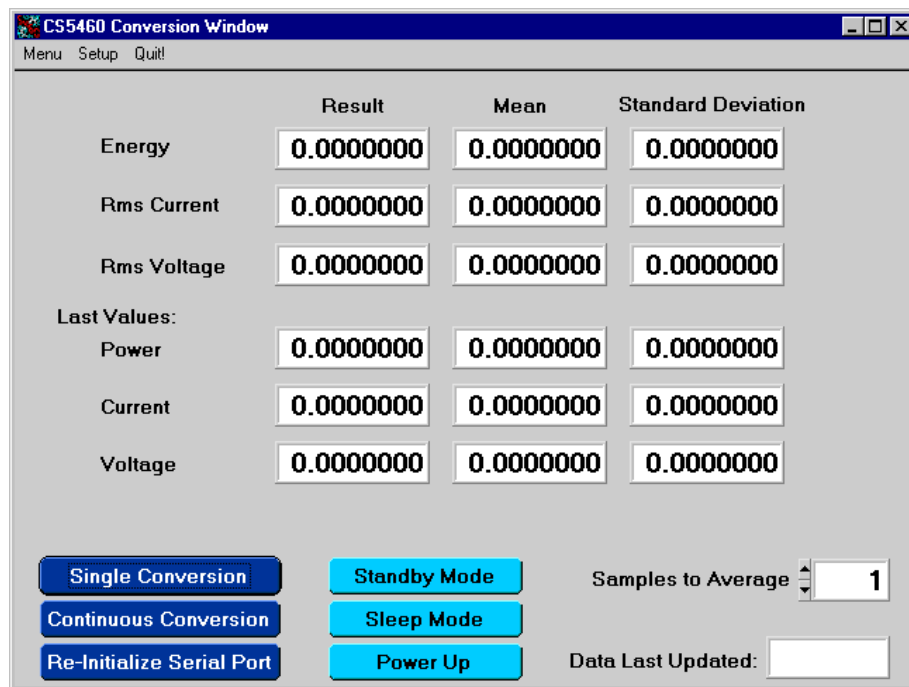 CS5460 Conversion Window
Menu Setup Quit!
Result Mean Standard Deviation
Energy 0.0000000 0.0000000 0.0000000
Rms Current 0.0000000 0.0000000 0.0000000
Rms Voltage 0.0000000 0.0000000 0.0000000
Last Values:
Power 0.0000000 0.0000000 0.0000000
Current 0.0000000 0.0000000 0.0000000
Voltage 0.0000000 0.0000000 0.0000000
Single Conversion Standby Mode Samples to Average 1
Continuous Conversion Sleep Mode
Re-Initialize Serial Port Power Up Data Last Updated: